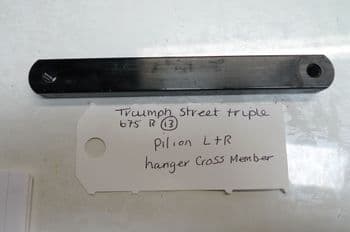 Triumph Street triple
675 R ⑬
Pilion L+R
hanger Cross Member